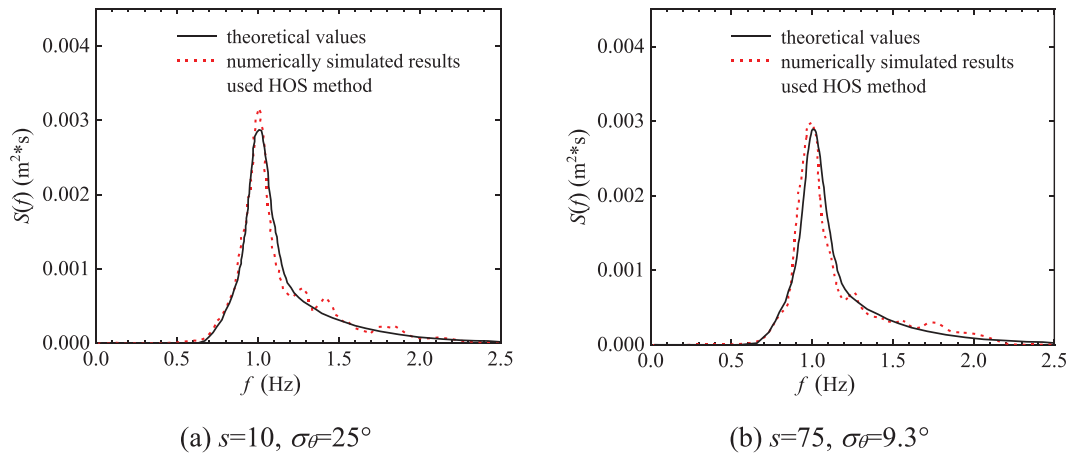 0.004
0.003
0.002
0.001
0.000
S(f) (m²*s)
theoretical values
numerically simulated results
used HOS method
0.0 0.5 1.0 1.5 2.0 2.5
f (Hz)
(a) s=10, σθ=25°
0.004
0.003
0.002
0.001
0.000
S(f) (m²*s)
theoretical values
numerically simulated results
used HOS method
0.0 0.5 1.0 1.5 2.0 2.5
f (Hz)
(b) s=75, σθ=9.3°